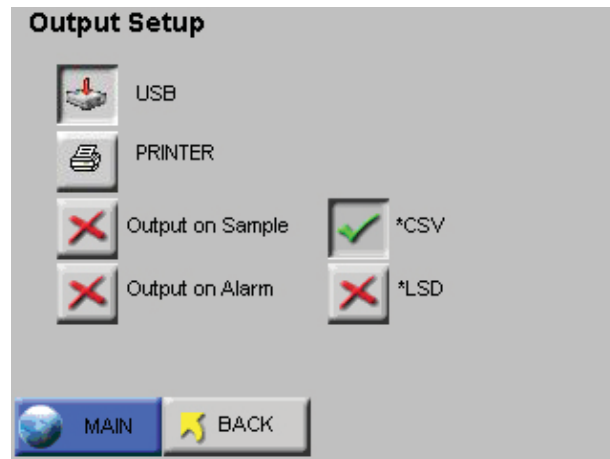 Output Setup
USB
PRINTER
Output on Sample
*CSV
Output on Alarm
*LSD
MAIN
BACK